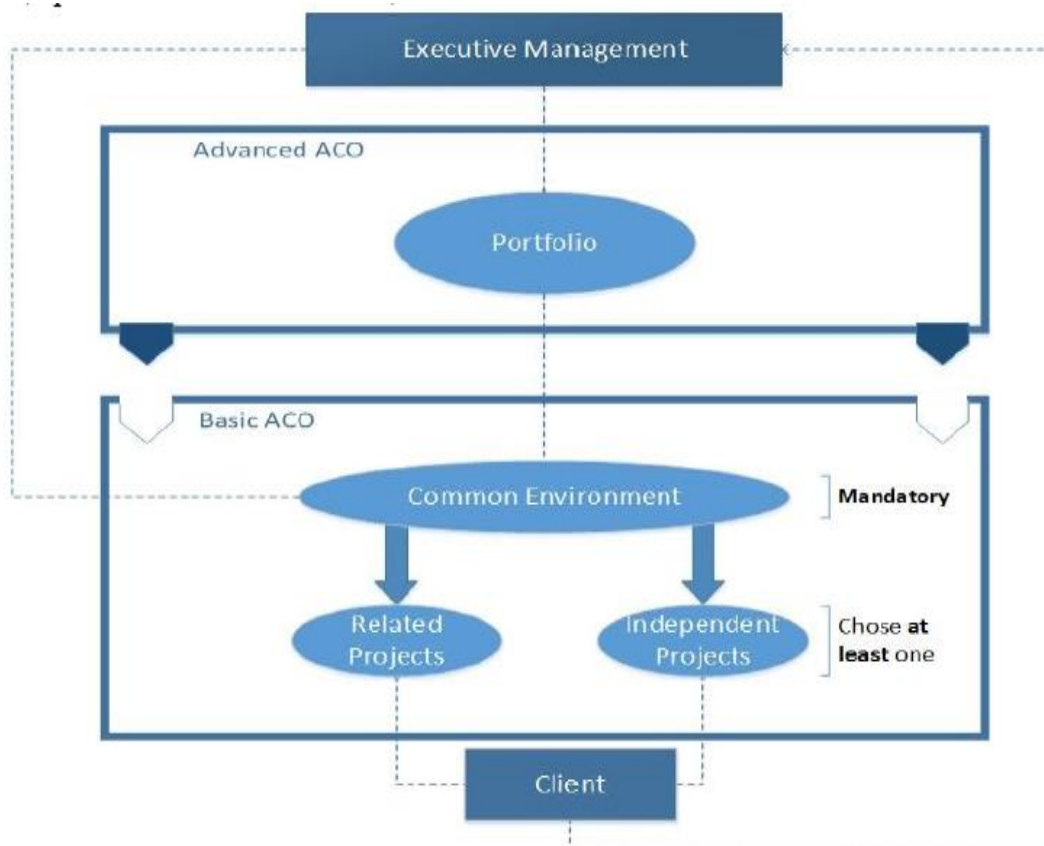 Executive Management
Advanced ACO
Portfolio
Basic ACO
Common Environment
Mandatory
Related
Projects
Independent
Projects
Chose at
least one
Client